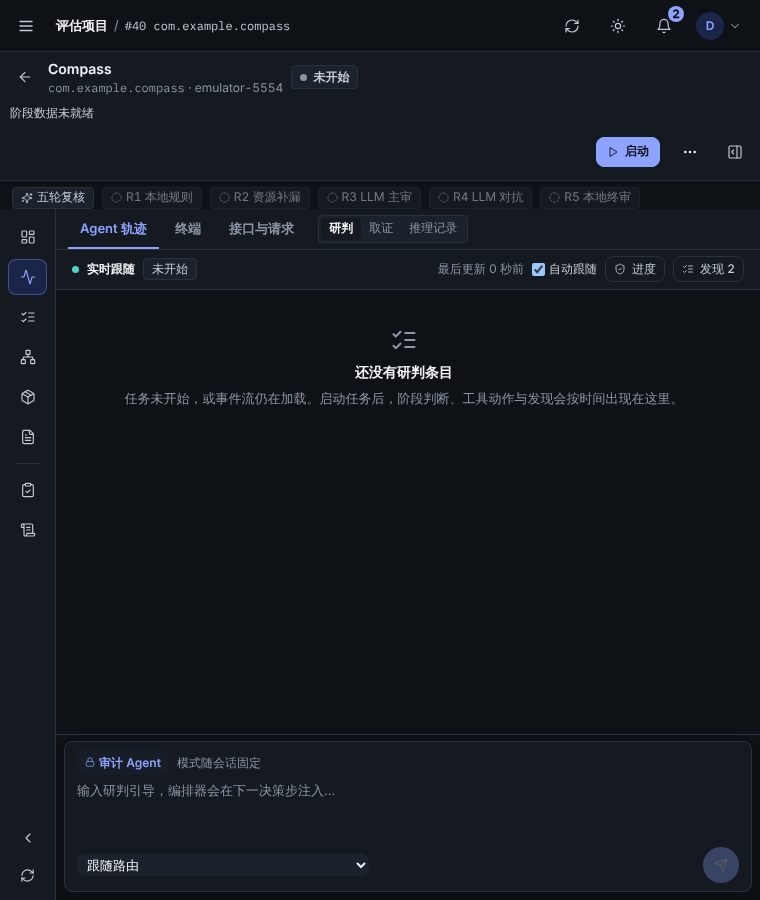 评估项目 / #40 com.example.compass
2
D
Compass
com.example.compass · emulator-5554
未开始
阶段数据未就绪
启动
五轮复核 R1 本地规则 R2 资源补漏 R3 LLM 主审 R4 LLM 对抗 R5 本地终审
Agent 轨迹 终端 接口与请求 研判 取证 推理记录
实时跟随 未开始 最后更新 0 秒前 自动跟随 进度 发现 2
还没有研判条目
任务未开始，或事件流仍在加载。启动任务后，阶段判断、工具动作与发现会按时间出现在这里。
审计 Agent 模式随会话固定
输入研判引导，编排器会在下一决策步注入...
跟随路由